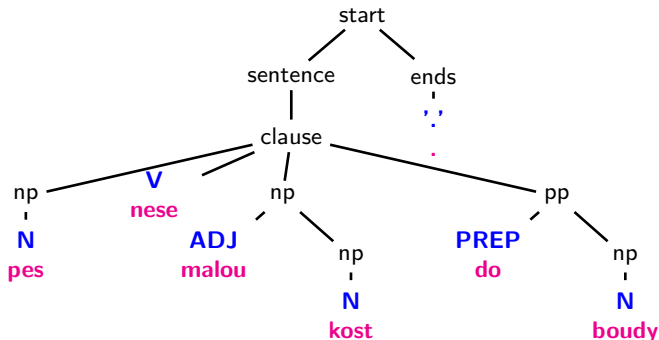 start
sentence ends
'.'
clause .
np V np pp
nese
N ADJ np PREP np
pes malou do
N N
kost boudy